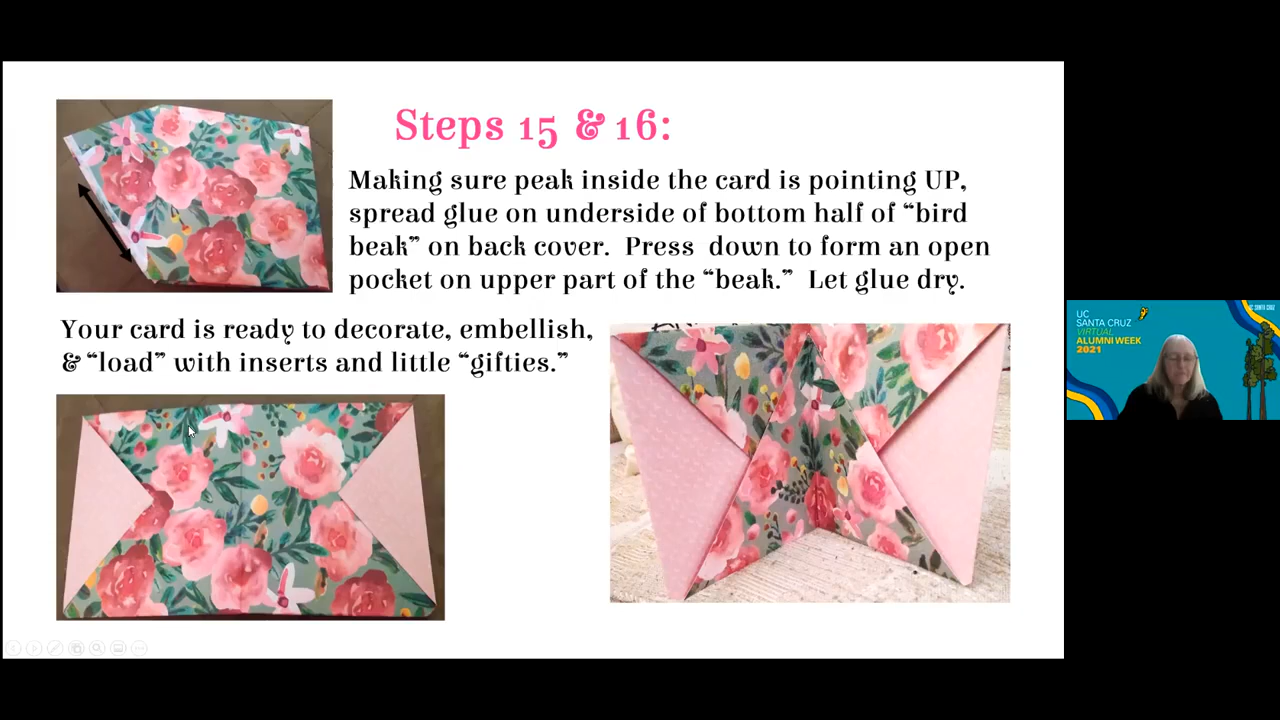 Steps 15 & 16:
Making sure peak inside the card is pointing UP,
spread glue on underside of bottom half of “bird
beak” on back cover. Press down to form an open
pocket on upper part of the “beak.” Let glue dry.
Your card is ready to decorate, embellish,
& “load” with inserts and little “gifties.”
UC
SANTA CRUZ
VIRTUAL
ALUMNI WEEK
2021
UC SANTA CRUZ